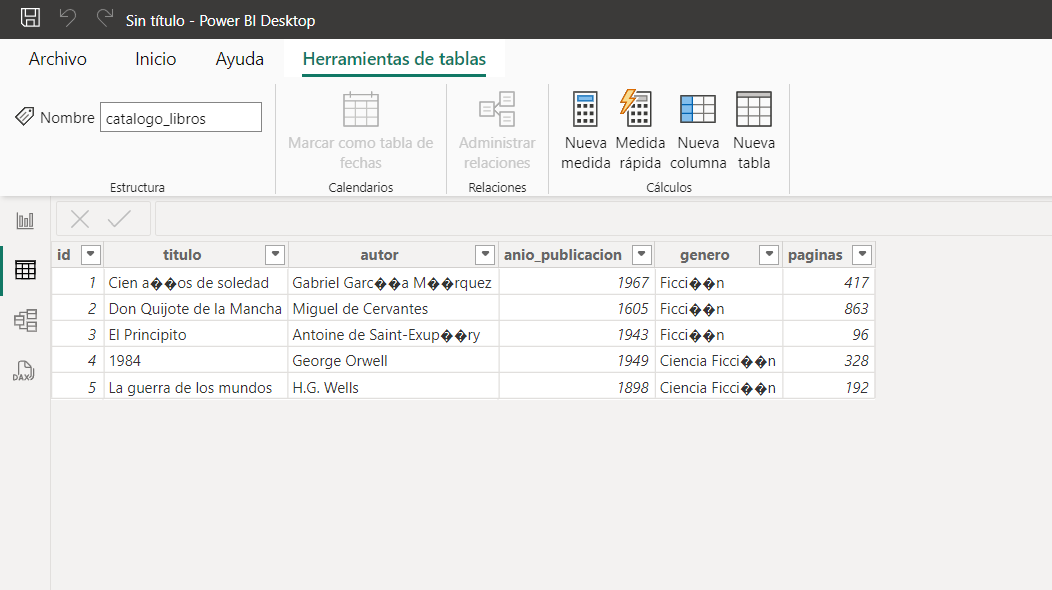 Sin título - Power BI Desktop
Archivo Inicio Ayuda Herramientas de tablas
Nombre catalogo_libros
Marcar como tabla de fechas
Administrar relaciones
Nueva medida
Medida rápida
Nueva columna
Nueva tabla
Estructura Calendarios Relaciones Cálculos
id titulo autor anio_publicacion genero paginas
1 Cien a��os de soledad Gabriel Garc��a M��rquez 1967 Ficci��n 417
2 Don Quijote de la Mancha Miguel de Cervantes 1605 Ficci��n 863
3 El Principito Antoine de Saint-Exup��ry 1943 Ficci��n 96
4 1984 George Orwell 1949 Ciencia Ficci��n 328
5 La guerra de los mundos H.G. Wells 1898 Ciencia Ficci��n 192
DAX